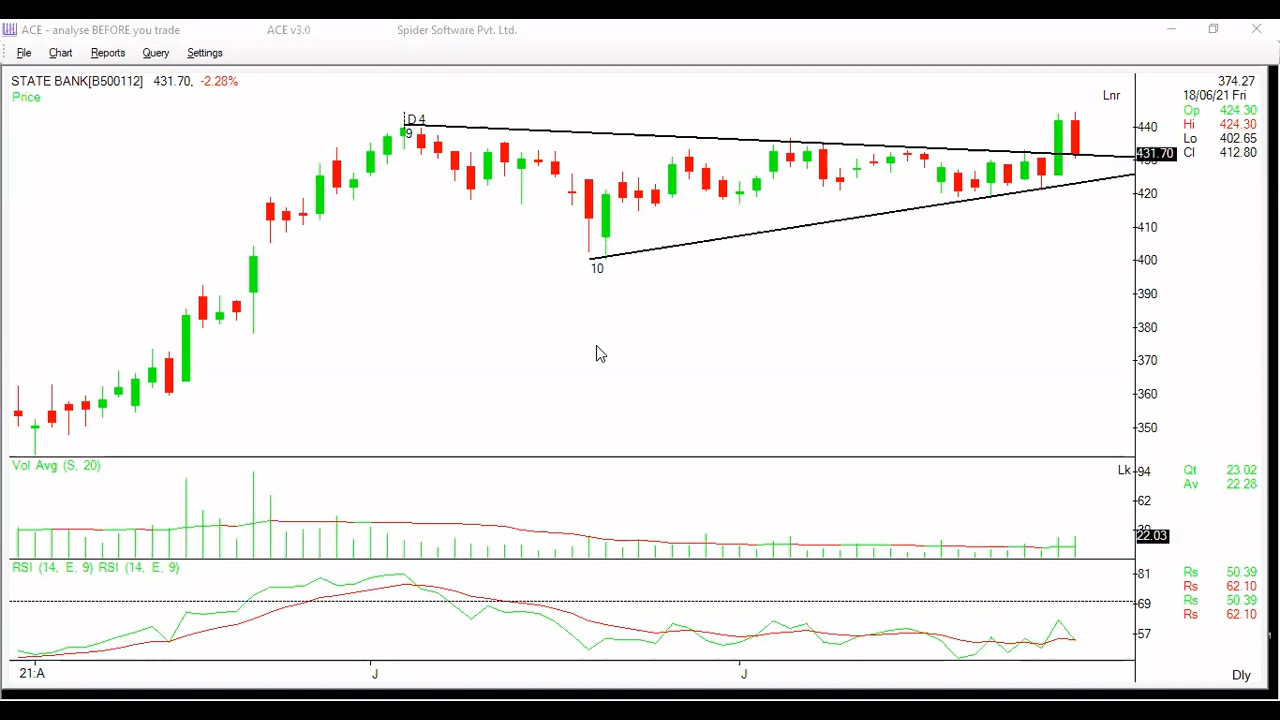 ACE - analyse BEFORE you trade ACE v3.0 Spider Software Pvt. Ltd.
File Chart Reports Query Settings
STATE BANK[B500112] 431.70, -2.28%
Price
Lnr
374.27
18/06/21 Fri
Op 424.30
Hi 424.30
Lo 402.65
Cl 412.80
D 4
9
10
440
431.70
420
410
400
390
380
370
360
350
Vol Avg (S, 20)
Lk
94
62
22.03
Qt 23.02
Av 22.28
RSI (14, E, 9) RSI (14, E, 9)
81
69
57
Rs 50.39
Rs 62.10
Rs 50.39
Rs 62.10
21:A J J Dly